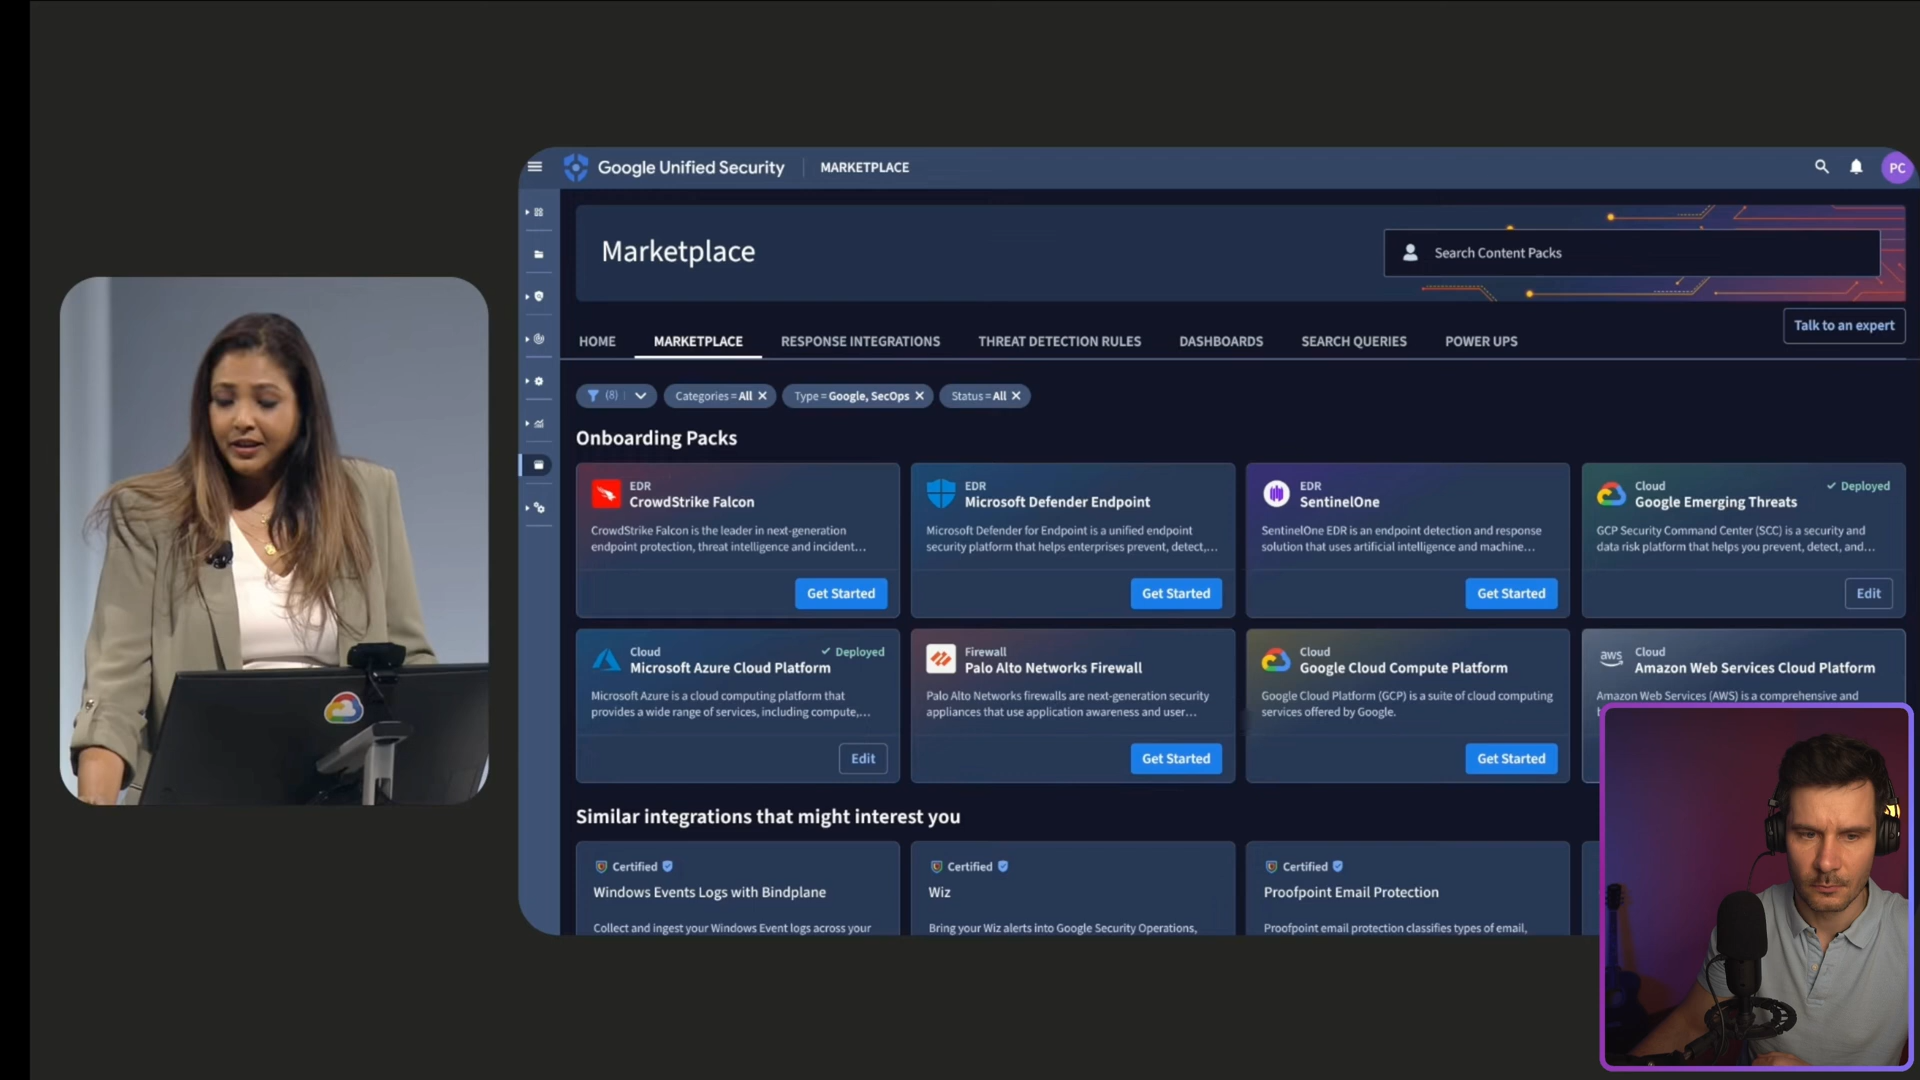 Google Unified Security
MARKETPLACE
PC
Marketplace
Search Content Packs
Talk to an expert
HOME
MARKETPLACE
RESPONSE INTEGRATIONS
THREAT DETECTION RULES
DASHBOARDS
SEARCH QUERIES
POWER UPS
(8)
Categories = All
Type = Google, SecOps
Status = All
Onboarding Packs
EDR
CrowdStrike Falcon
CrowdStrike Falcon is the leader in next-generation
endpoint protection, threat intelligence and incident...
Get Started
EDR
Microsoft Defender Endpoint
Microsoft Defender for Endpoint is a unified endpoint
security platform that helps enterprises prevent, detect,...
Get Started
EDR
SentinelOne
SentinelOne EDR is an endpoint detection and response
solution that uses artificial intelligence and machine...
Get Started
Cloud
Deployed
Google Emerging Threats
GCP Security Command Center (SCC) is a security and
data risk platform that helps you prevent, detect, and...
Edit
Cloud
Deployed
Microsoft Azure Cloud Platform
Microsoft Azure is a cloud computing platform that
provides a wide range of services, including compute,...
Edit
Firewall
Palo Alto Networks Firewall
Palo Alto Networks firewalls are next-generation security
appliances that use application awareness and user...
Get Started
Cloud
Google Cloud Compute Platform
Google Cloud Platform (GCP) is a suite of cloud computing
services offered by Google.
Get Started
aws
Cloud
Amazon Web Services Cloud Platform
Amazon Web Services (AWS) is a comprehensive and
Similar integrations that might interest you
Certified
Windows Events Logs with Bindplane
Collect and ingest your Windows Event logs across your
Certified
Wiz
Bring your Wiz alerts into Google Security Operations,
Certified
Proofpoint Email Protection
Proofpoint email protection classifies types of email,